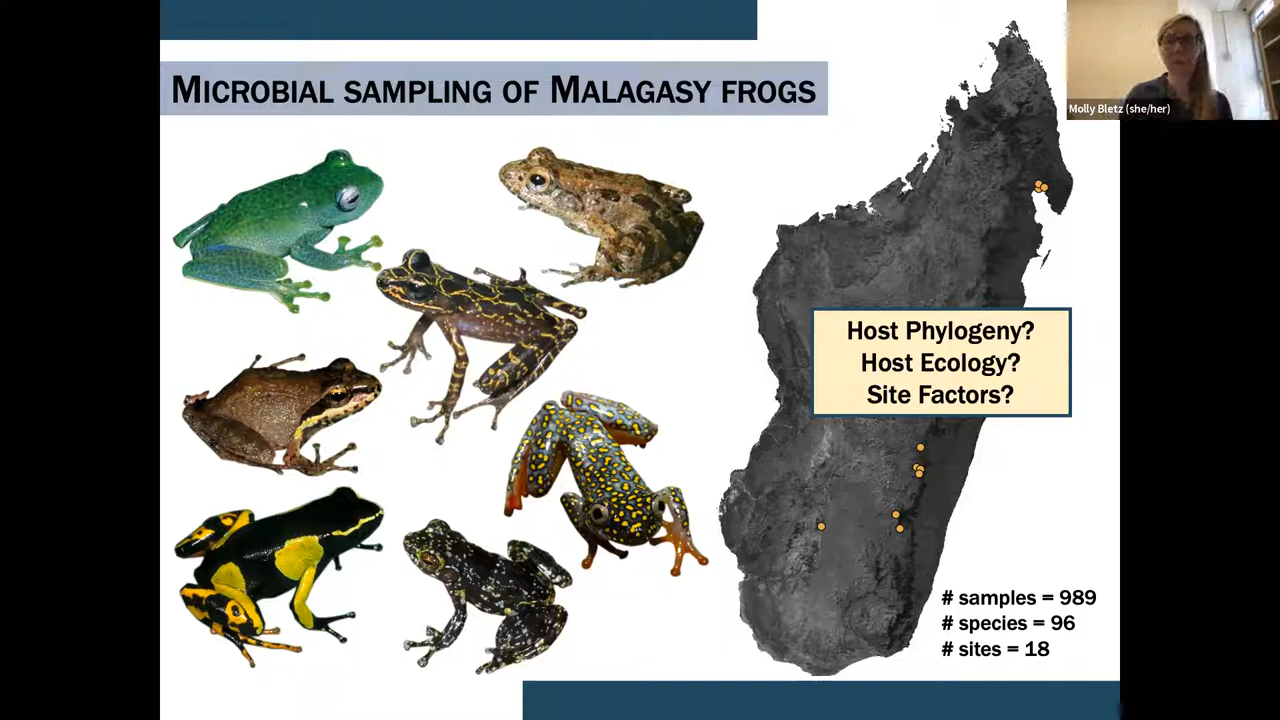 MICROBIAL SAMPLING OF MALAGASY FROGS
Molly Bletz (she/her)
Host Phylogeny?
Host Ecology?
Site Factors?
# samples = 989
# species = 96
# sites = 18